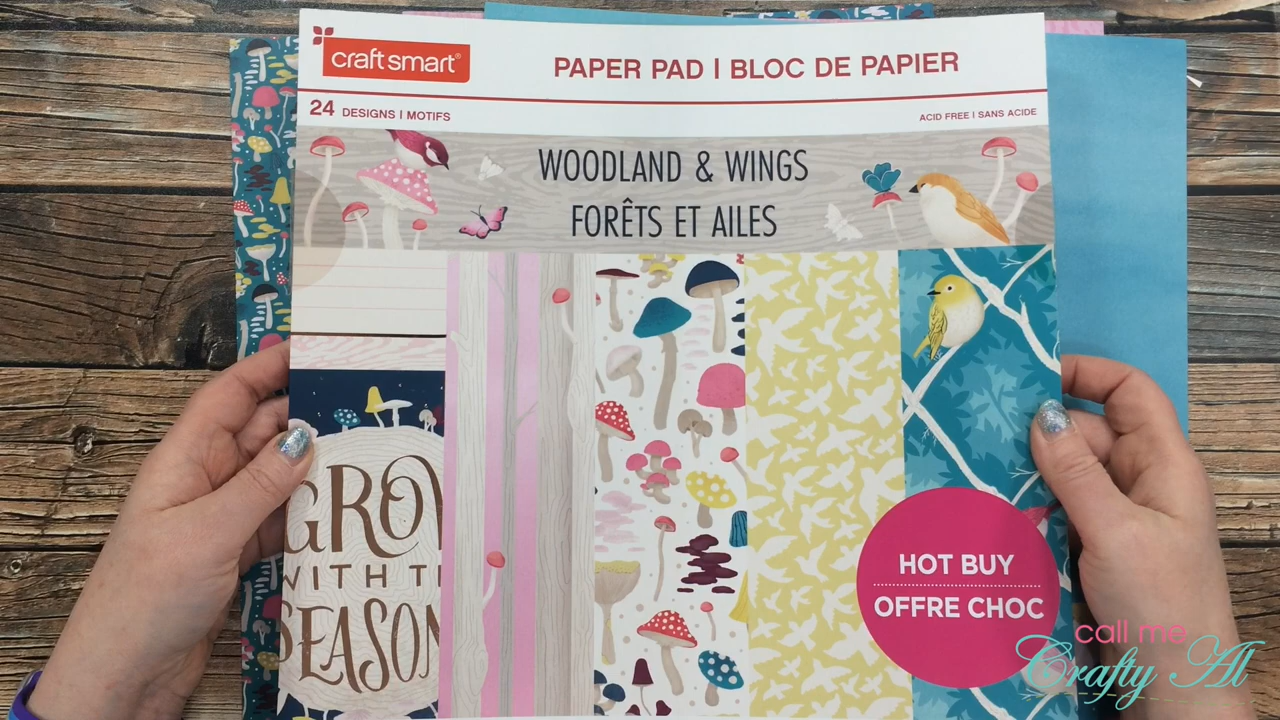 craft smart®
PAPER PAD | BLOC DE PAPIER
24 DESIGNS | MOTIFS
ACID FREE | SANS ACIDE
WOODLAND & WINGS
FORÊTS ET AILES
GROW
WITH TH
SEASON
HOT BUY
OFFRE CHOC
call me
Crafty Al